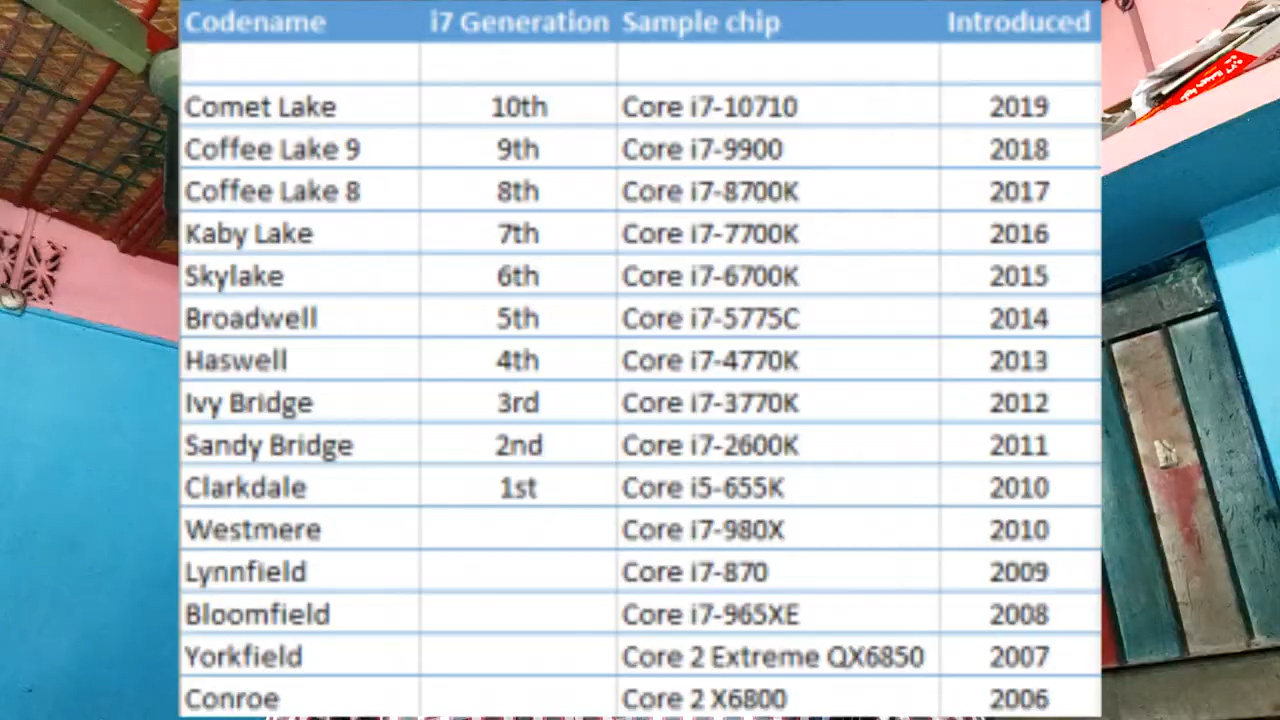 Codename i7 Generation Sample chip Introduced
Comet Lake 10th Core i7-10710 2019
Coffee Lake 9 9th Core i7-9900 2018
Coffee Lake 8 8th Core i7-8700K 2017
Kaby Lake 7th Core i7-7700K 2016
Skylake 6th Core i7-6700K 2015
Broadwell 5th Core i7-5775C 2014
Haswell 4th Core i7-4770K 2013
Ivy Bridge 3rd Core i7-3770K 2012
Sandy Bridge 2nd Core i7-2600K 2011
Clarkdale 1st Core i5-655K 2010
Westmere Core i7-980X 2010
Lynnfield Core i7-870 2009
Bloomfield Core i7-965XE 2008
Yorkfield Core 2 Extreme QX6850 2007
Conroe Core 2 X6800 2006